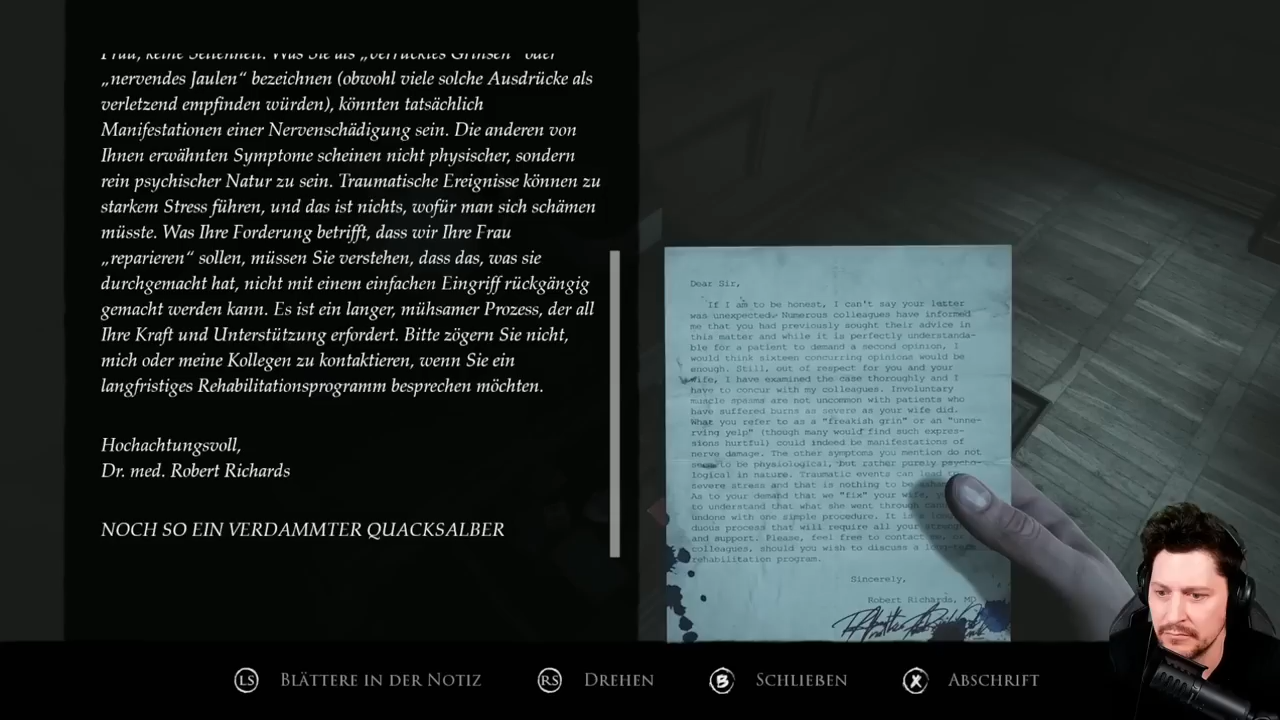 Frau, keine Seltenheit. Was Sie als „verrücktes Grinsen“ oder
„nervendes Jaulen“ bezeichnen (obwohl viele solche Ausdrücke als
verletzend empfinden würden), könnten tatsächlich
Manifestationen einer Nervenschädigung sein. Die anderen von
Ihnen erwähnten Symptome scheinen nicht physischer, sondern
rein psychischer Natur zu sein. Traumatische Ereignisse können zu
starkem Stress führen, und das ist nichts, wofür man sich schämen
müsste. Was Ihre Forderung betrifft, dass wir Ihre Frau
„reparieren“ sollen, müssen Sie verstehen, dass das, was sie
durchgemacht hat, nicht mit einem einfachen Eingriff rückgängig
gemacht werden kann. Es ist ein langer, mühsamer Prozess, der all
Ihre Kraft und Unterstützung erfordert. Bitte zögern Sie nicht,
mich oder meine Kollegen zu kontaktieren, wenn Sie ein
langfristiges Rehabilitationsprogramm besprechen möchten.
Hochachtungsvoll,
Dr. med. Robert Richards
NOCH SO EIN VERDAMMTER QUACKSALBER
Dear Sir,
If I am to be honest, I can't say your letter
was unexpected. Numerous colleagues have informed
me that you had previously sought their advice in
this matter and while it is perfectly understanda-
ble for a patient to demand a second opinion, I
would think sixteen concurring opinions would be
enough. Still, out of respect for you and your
wife, I have examined the case thoroughly and I
have to concur with my colleagues. Involuntary
muscle spasms are not uncommon with patients who
have suffered burns as severe as your wife did.
What you refer to as a "freakish grin" or an "unne-
rving yelp" (though many would find such expres-
sions hurtful) could indeed be manifestations of
nerve damage. The other symptoms you mention do not
seem to be physiological, but rather purely psycho-
logical in nature. Traumatic events can lead to
severe stress and that is nothing to be
As to your demand that we "fix" your wife,
to understand that what she went through
undone with one simple procedure. It is
duous process that will require all your
and support. Please, feel free to contact me, or
colleagues, should you wish to discuss a long-term
rehabilitation program.
Sincerely,
Robert Richards, MD
LS BLÄTTERE IN DER NOTIZ RS DREHEN B SCHLIEßEN X ABSCHRIFT